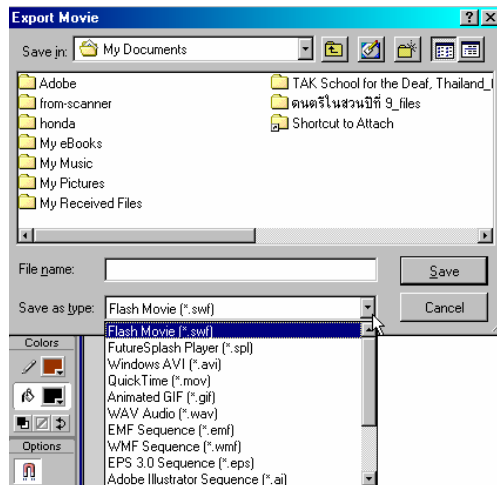 Export Movie
Save in: My Documents
Adobe
from-scanner
honda
My eBooks
My Music
My Pictures
My Received Files
TAK School for the Deaf, Thailand_
ดนตรีในสวนปีที่ 9_files
Shortcut to Attach
File name:
Save
Save as type: Flash Movie (*.swf)
Cancel
Flash Movie (*.swf)
FutureSplash Player (*.spl)
Windows AVI (*.avi)
QuickTime (*.mov)
Animated GIF (*.gif)
WAV Audio (*.wav)
EMF Sequence (*.emf)
WMF Sequence (*.wmf)
EPS 3.0 Sequence (*.eps)
Adobe Illustrator Sequence (*.ai)
Colors
Options